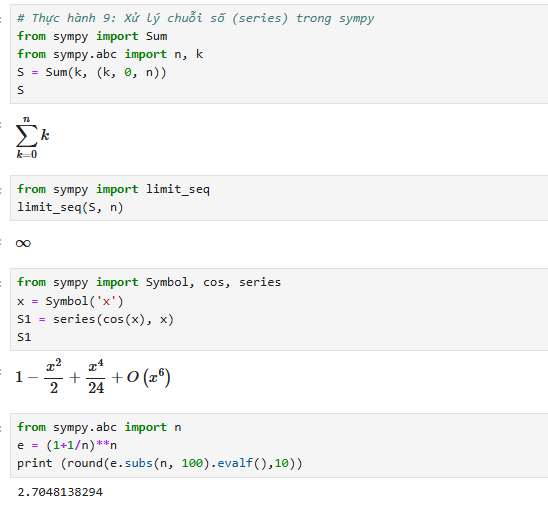 # Thực hành 9: Xử lý chuỗi số (series) trong sympy
from sympy import Sum
from sympy.abc import n, k
S = Sum(k, (k, 0, n))
S
n
∑ k
k=0
from sympy import limit_seq
limit_seq(S, n)
∞
from sympy import Symbol, cos, series
x = Symbol('x')
S1 = series(cos(x), x)
S1
1 − x²/2 + x⁴/24 + O (x⁶)
from sympy.abc import n
e = (1+1/n)**n
print (round(e.subs(n, 100).evalf(),10))
2.7048138294